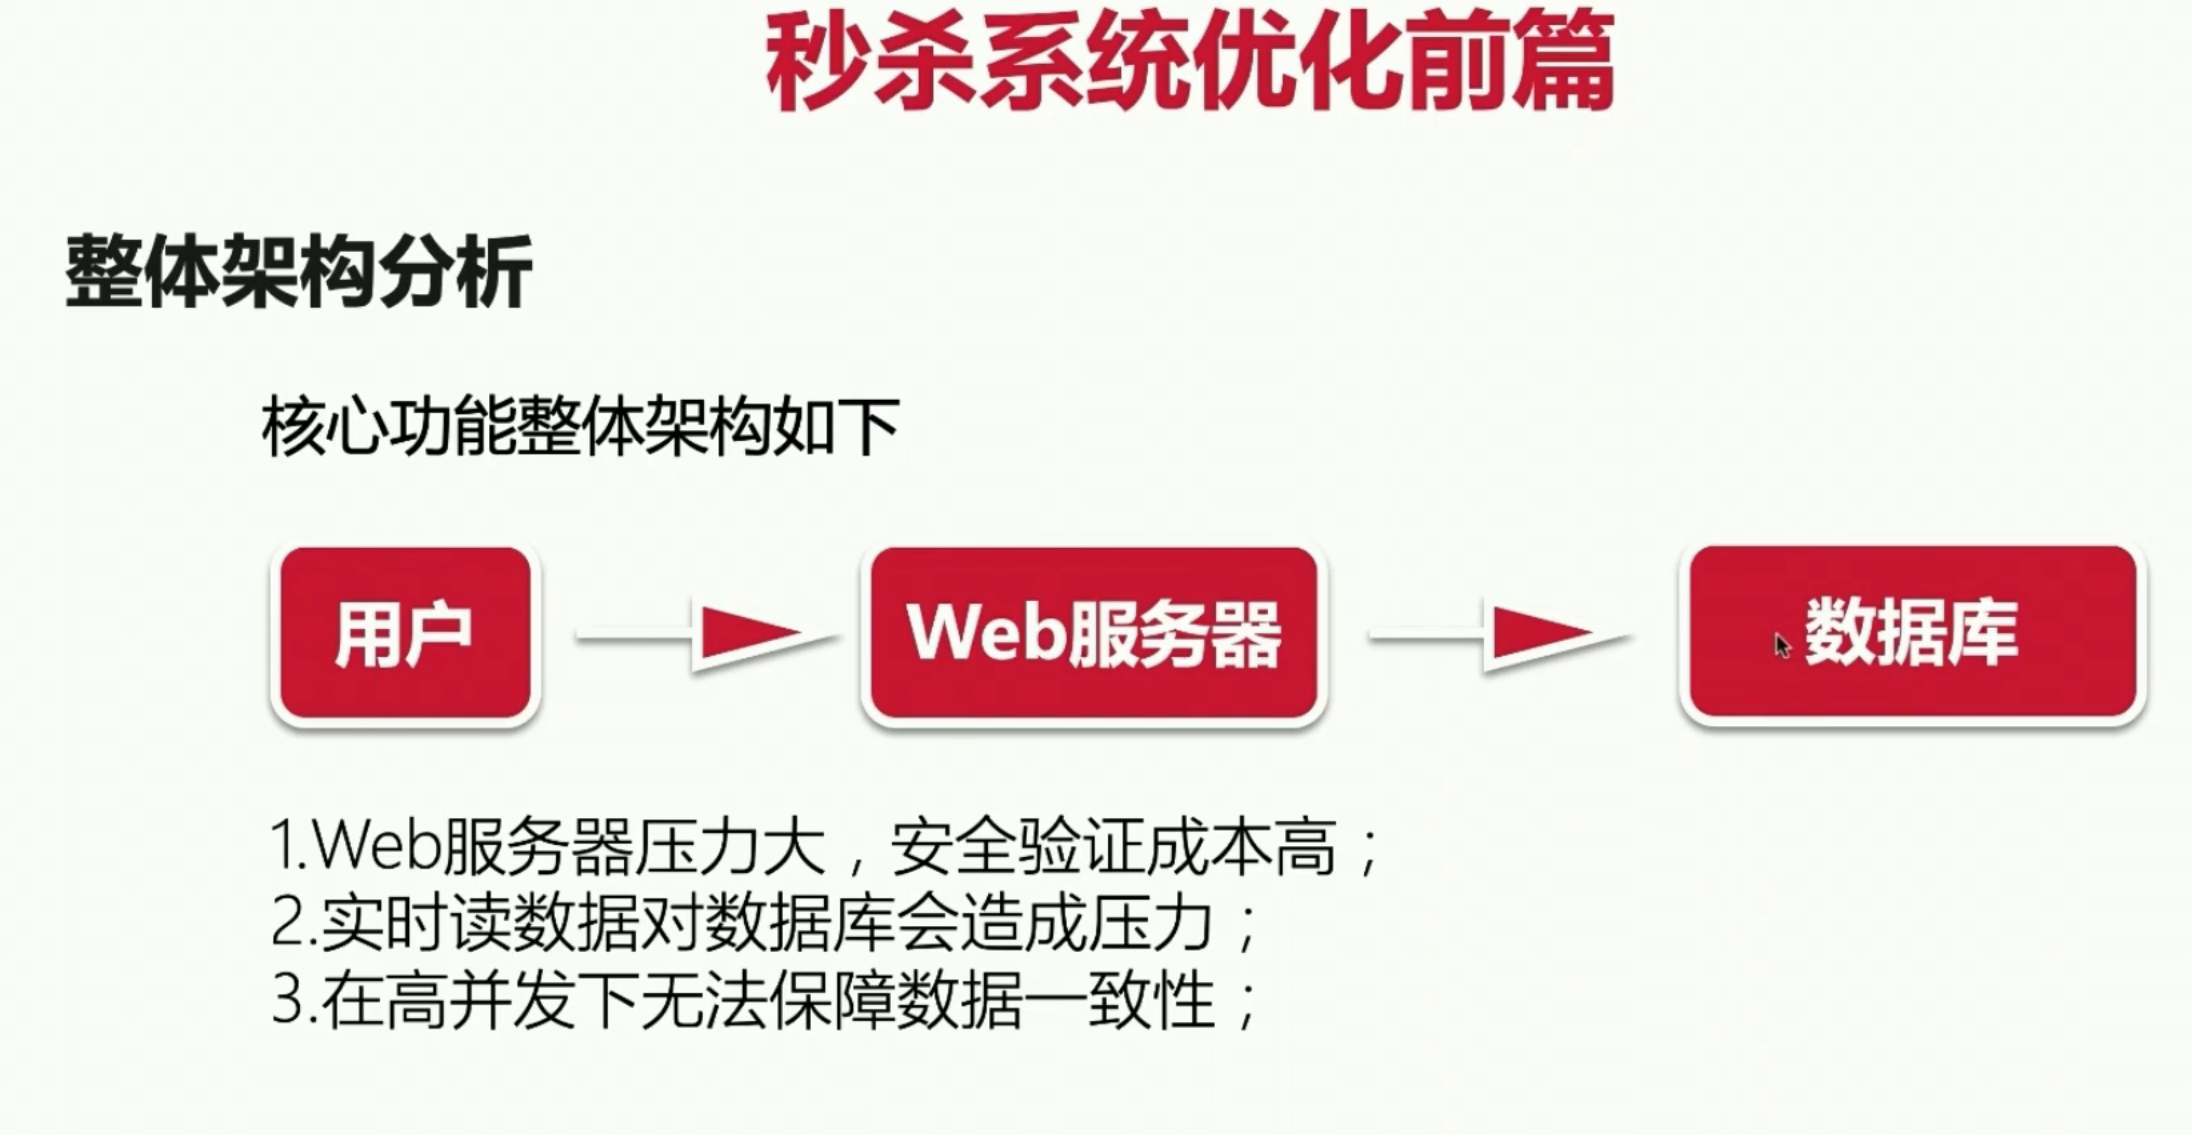 秒杀系统优化前篇
整体架构分析
核心功能整体架构如下
用户
Web服务器
数据库
1.Web服务器压力大，安全验证成本高；
2.实时读数据对数据库会造成压力；
3.在高并发下无法保障数据一致性；